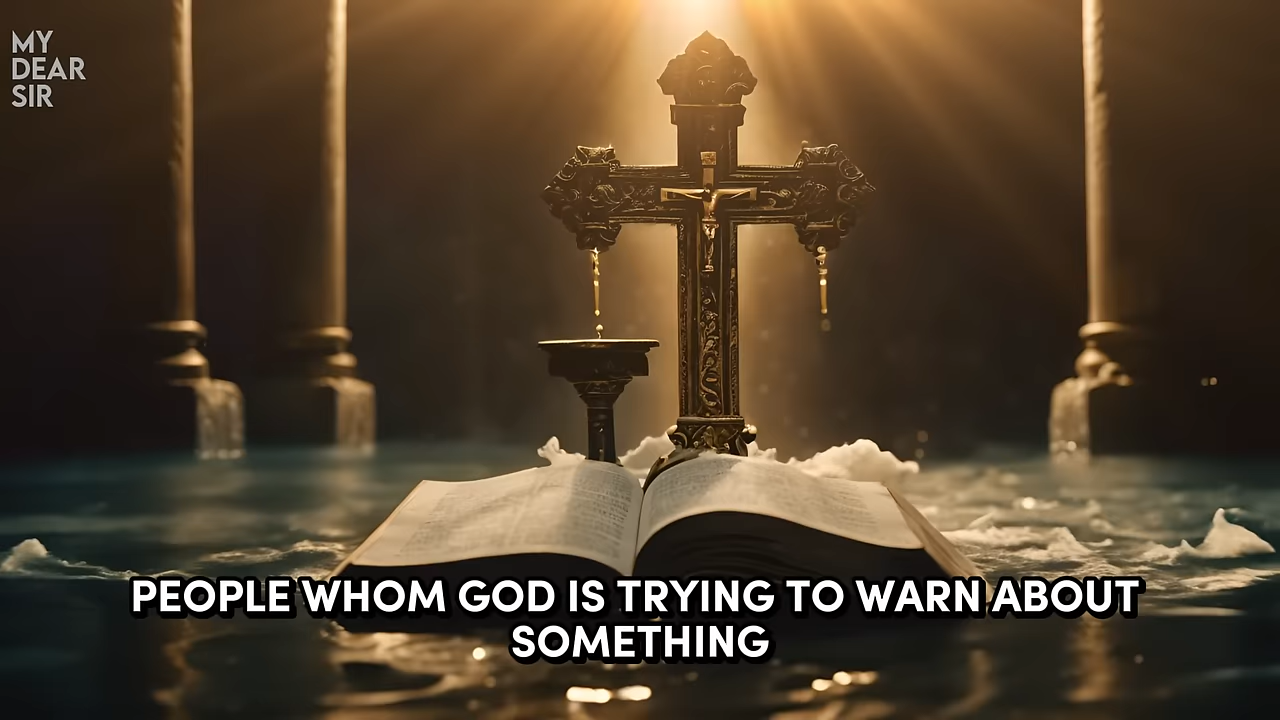 MY
DEAR
SIR
PEOPLE WHOM GOD IS TRYING TO WARN ABOUT
SOMETHING